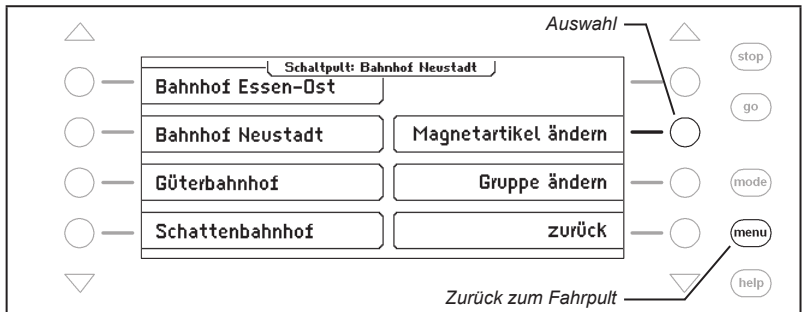 Auswahl
stop
Schaltpult: Bahnhof Neustadt
Bahnhof Essen-Ost
go
Bahnhof Neustadt
Magnetartikel ändern
Güterbahnhof
Gruppe ändern
mode
Schattenbahnhof
zurück
menu
help
Zurück zum Fahrpult